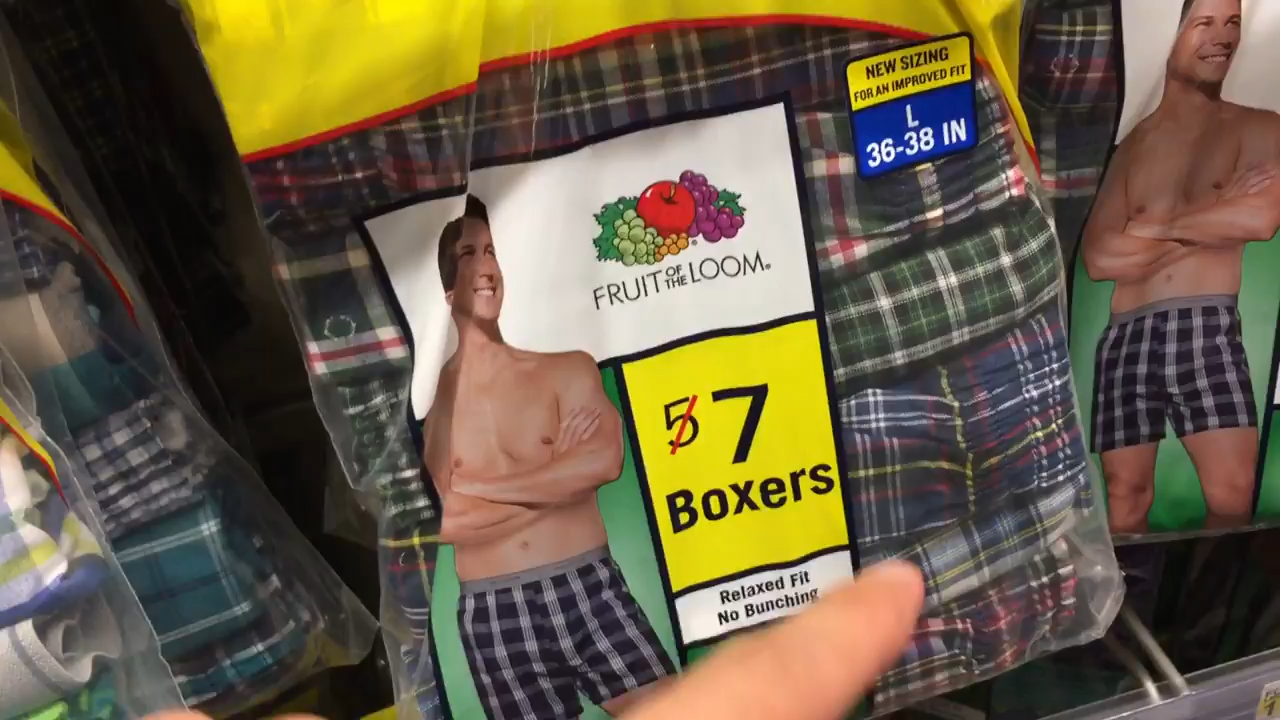 NEW SIZING
FOR AN IMPROVED FIT
L
36-38 IN
FRUIT OF THE LOOM®
5 7
Boxers
Relaxed Fit
No Bunching